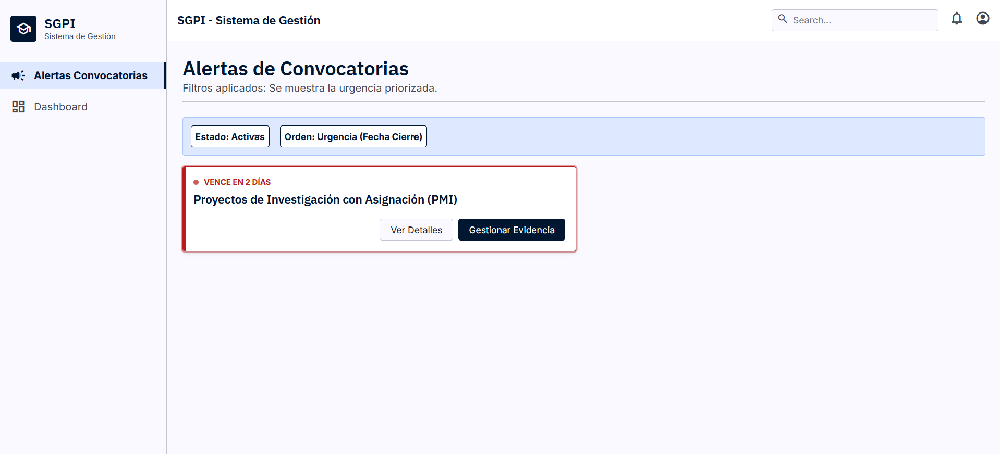 SGPI
Sistema de Gestión
Alertas Convocatorias
Dashboard
SGPI - Sistema de Gestión
Search...
Alertas de Convocatorias
Filtros aplicados: Se muestra la urgencia priorizada.
Estado: Activas
Orden: Urgencia (Fecha Cierre)
VENCE EN 2 DÍAS
Proyectos de Investigación con Asignación (PMI)
Ver Detalles
Gestionar Evidencia